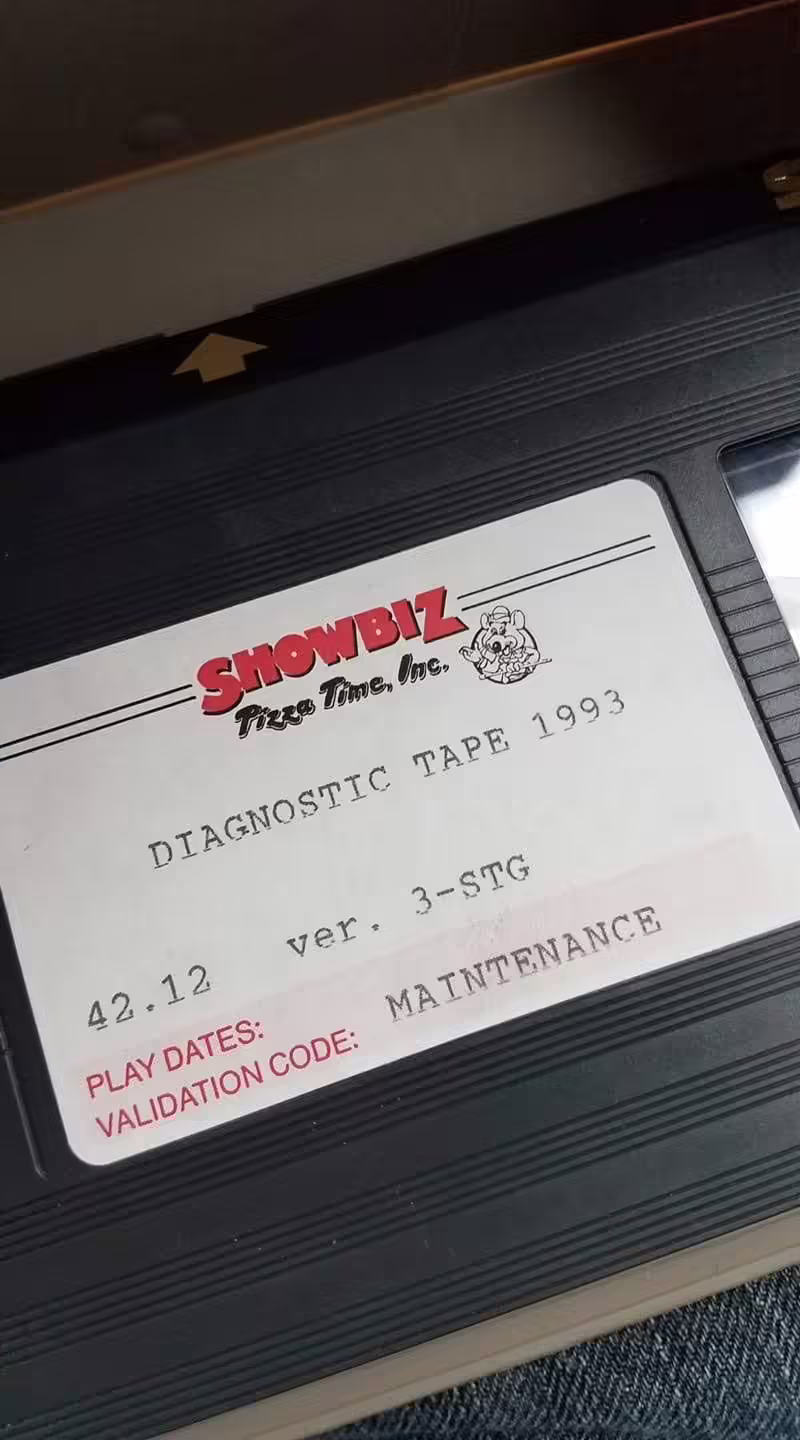 SHOWBIZ
Pizza Time, Inc.
DIAGNOSTIC TAPE 1993
42.12 ver. 3-STG
PLAY DATES: MAINTENANCE
VALIDATION CODE: